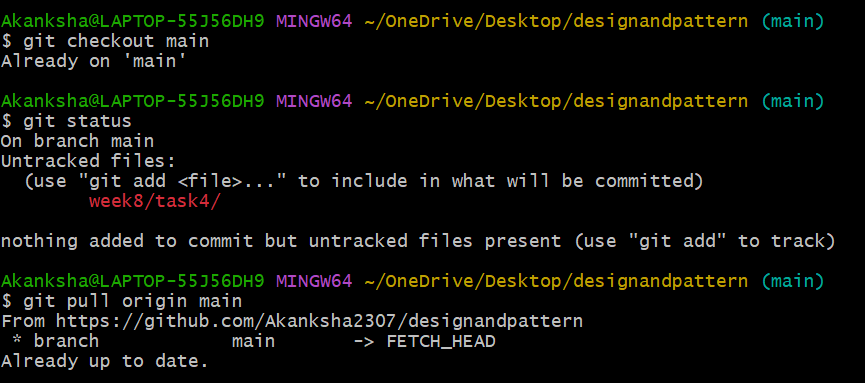 Akanksha@LAPTOP-55J56DH9 MINGW64 ~/OneDrive/Desktop/designandpattern (main)
$ git checkout main
Already on 'main'

Akanksha@LAPTOP-55J56DH9 MINGW64 ~/OneDrive/Desktop/designandpattern (main)
$ git status
On branch main
Untracked files:
  (use "git add <file>..." to include in what will be committed)
        week8/task4/

nothing added to commit but untracked files present (use "git add" to track)

Akanksha@LAPTOP-55J56DH9 MINGW64 ~/OneDrive/Desktop/designandpattern (main)
$ git pull origin main
From https://github.com/Akanksha2307/designandpattern
 * branch            main       -> FETCH_HEAD
Already up to date.